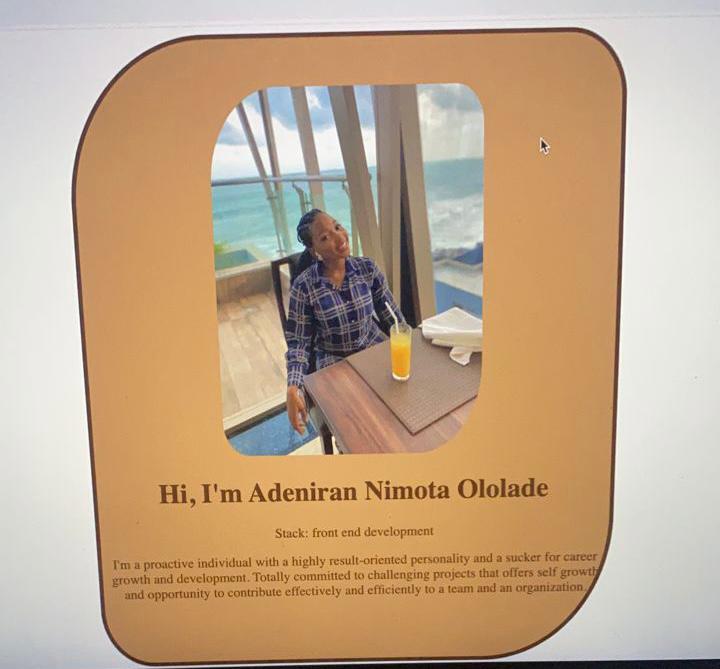 Hi, I'm Adeniran Nimota Ololade
Stack: front end development
I'm a proactive individual with a highly result-oriented personality and a sucker for career
growth and development. Totally committed to challenging projects that offers self growth
and opportunity to contribute effectively and efficiently to a team and an organization.